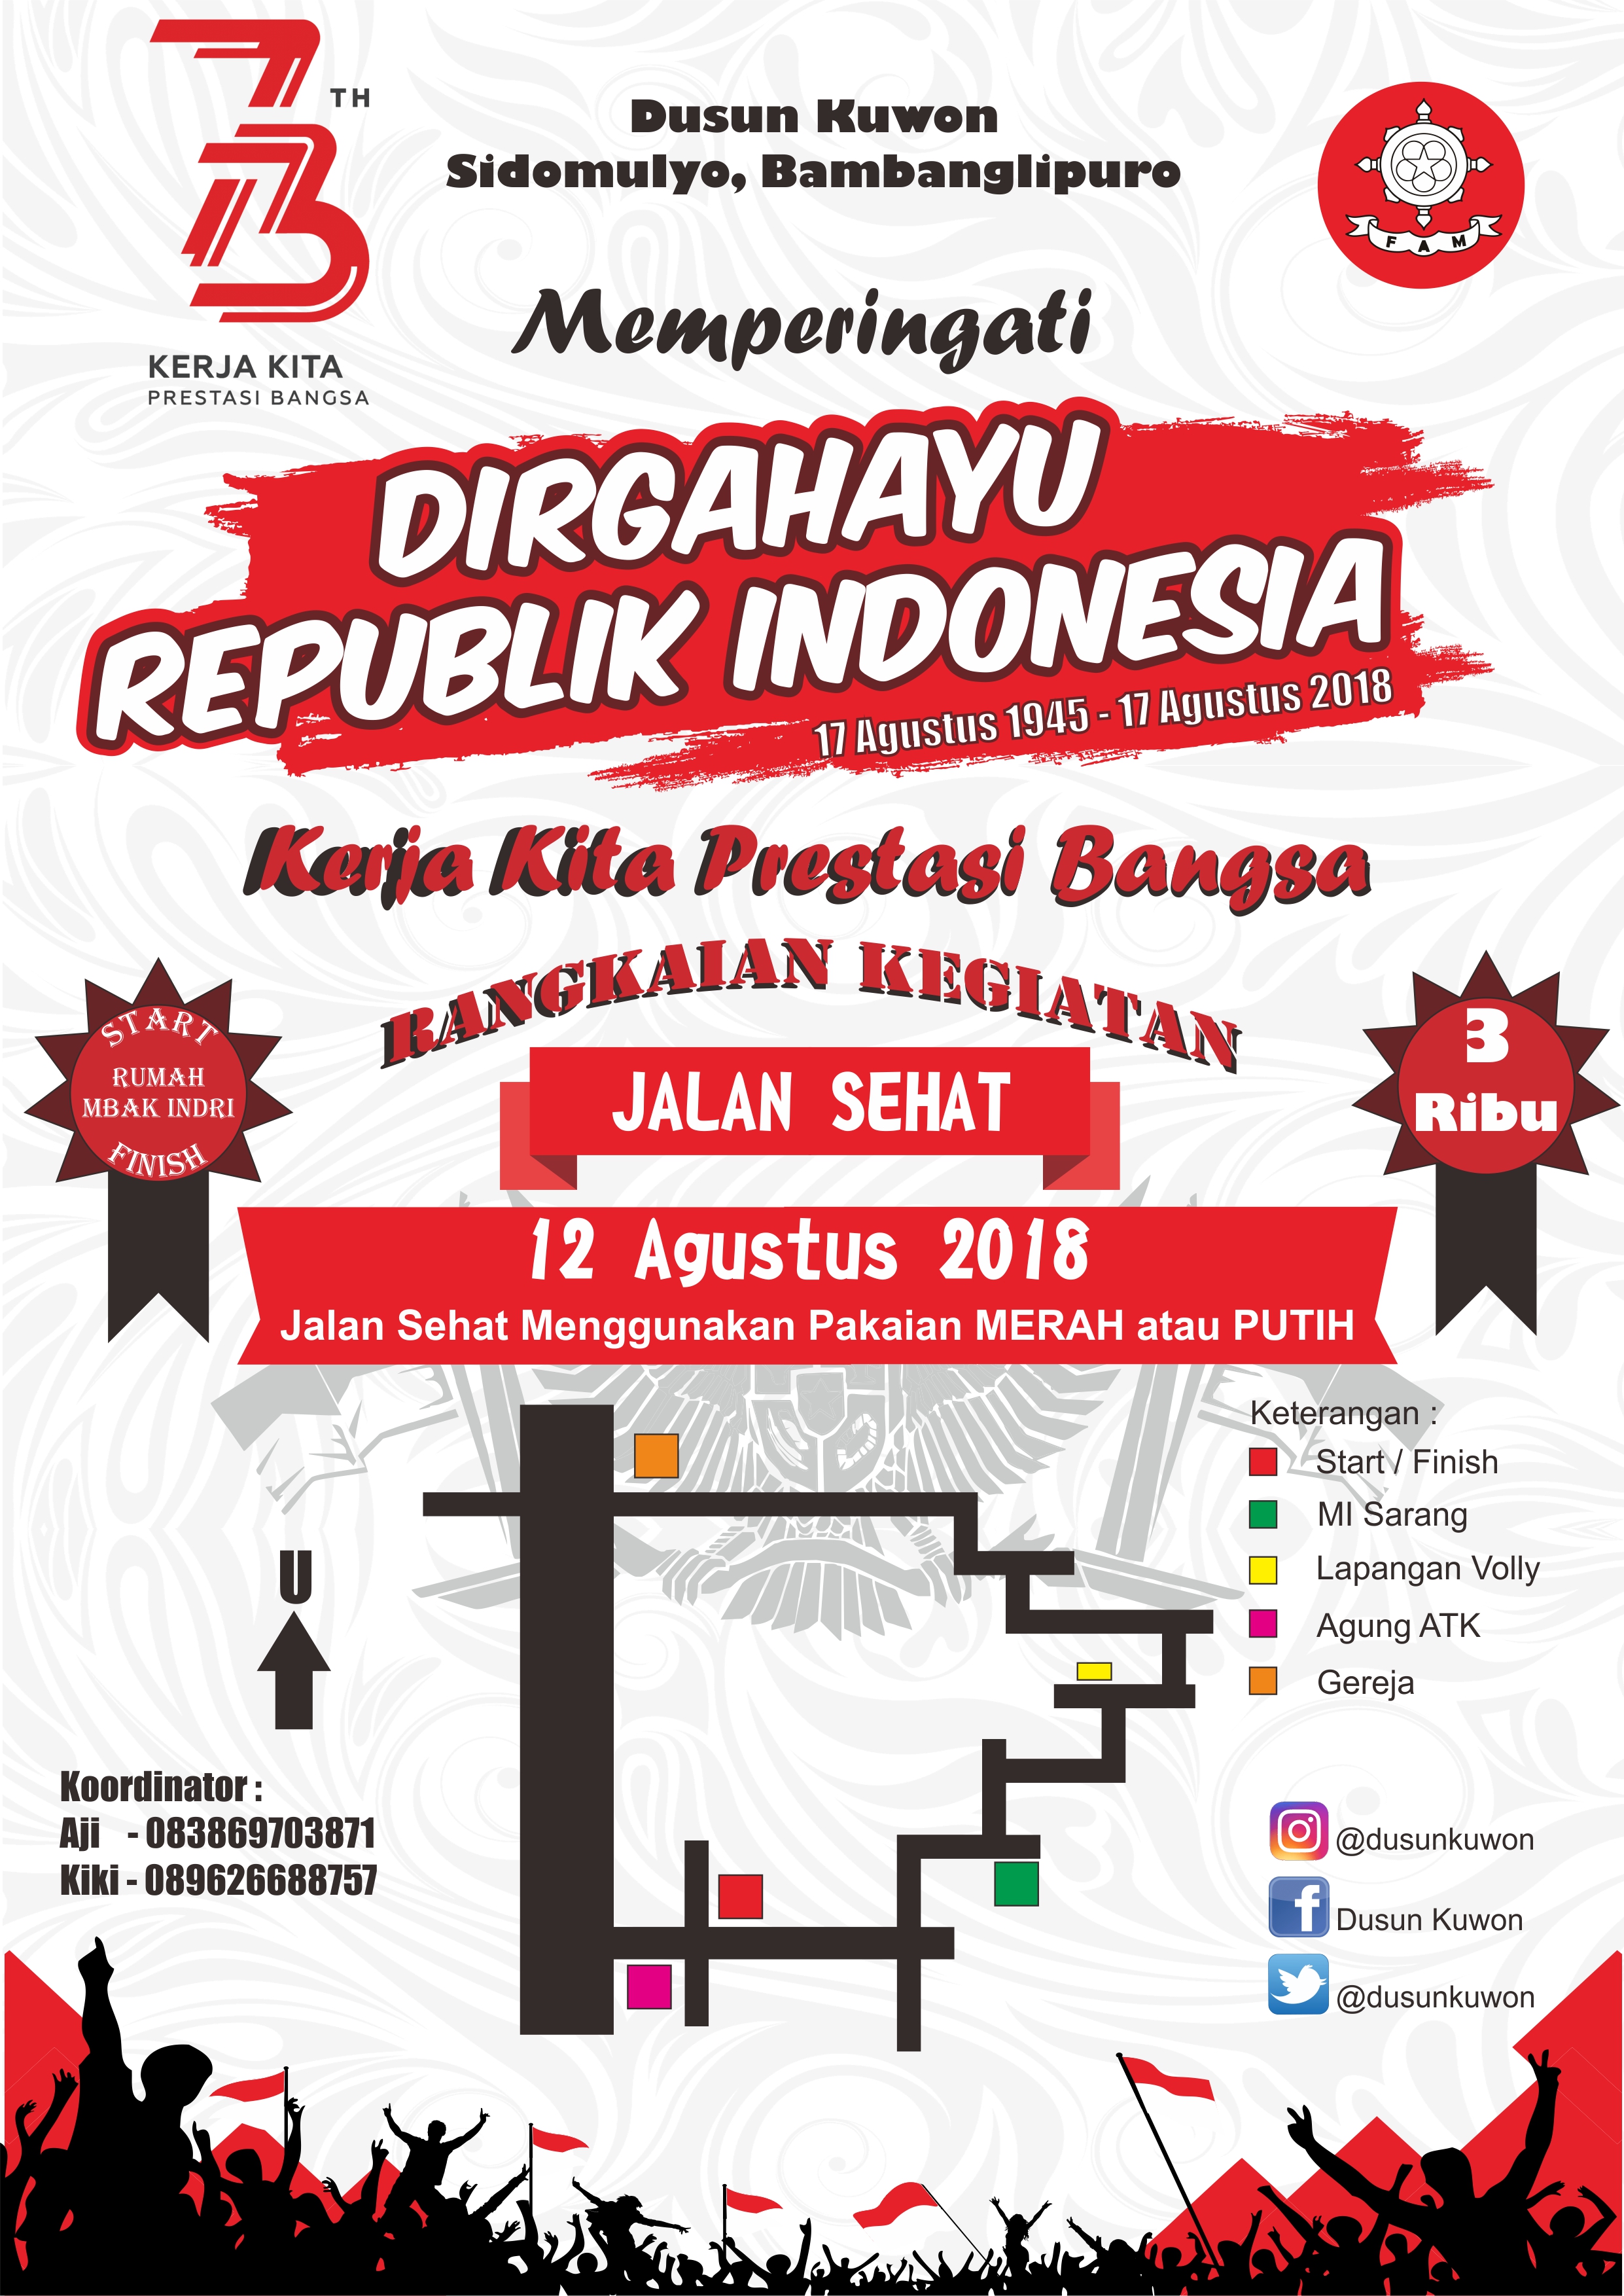 TH
KERJA KITA
PRESTASI BANGSA
Dusun Kuwon
Sidomulyo, Bambanglipuro
F A M
Memperingati
DIRGAHAYU
REPUBLIK INDONESIA
17 Agustus 1945 - 17 Agustus 2018
Kerja Kita Prestasi Bangsa
RANGKAIAN KEGIATAN
START
RUMAH
MBAK INDRI
FINISH
JALAN SEHAT
3
Ribu
12 Agustus 2018
Jalan Sehat Menggunakan Pakaian MERAH atau PUTIH
Keterangan :
Start / Finish
MI Sarang
Lapangan Volly
Agung ATK
Gereja
U
Koordinator :
Aji - 083869703871
Kiki - 089626688757
@dusunkuwon
Dusun Kuwon
@dusunkuwon